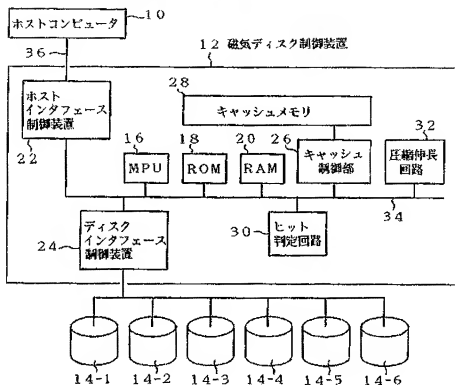 ホストコンピュータ
10
36
12 磁気ディスク制御装置
ホスト
インタフェース
制御装置
22
28
キャッシュメモリ
16
MPU
18
ROM
20
RAM
26
キャッシュ
制御部
32
圧縮伸長
回路
34
24
ディスク
インタフェース
制御装置
30
ヒット
判定回路
14-1
14-2
14-3
14-4
14-5
14-6